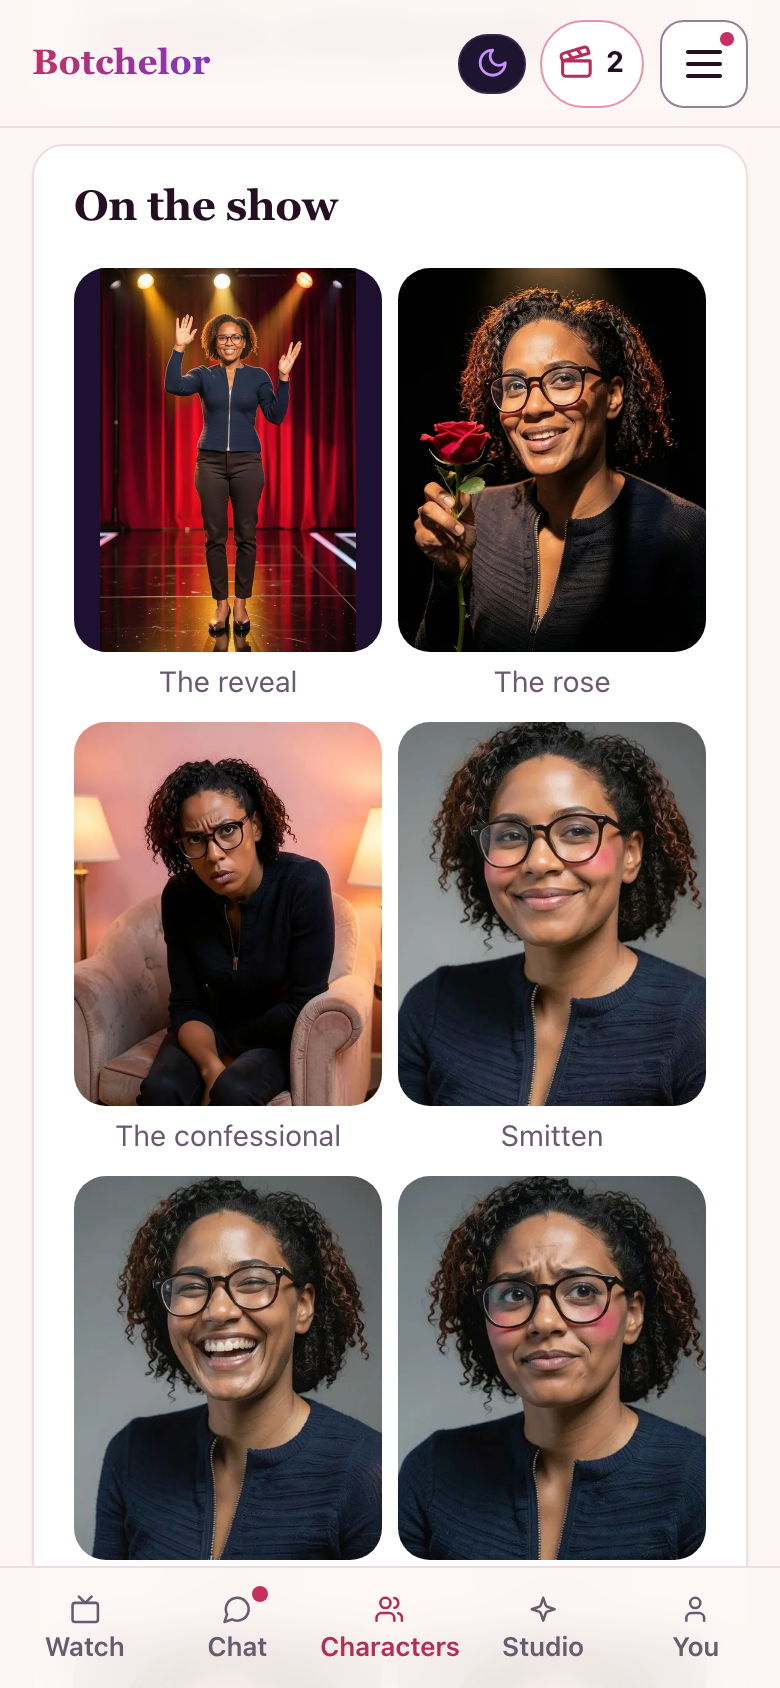 Botchelor
2
On the show
The reveal
The rose
The confessional
Smitten
Watch
Chat
Characters
Studio
You